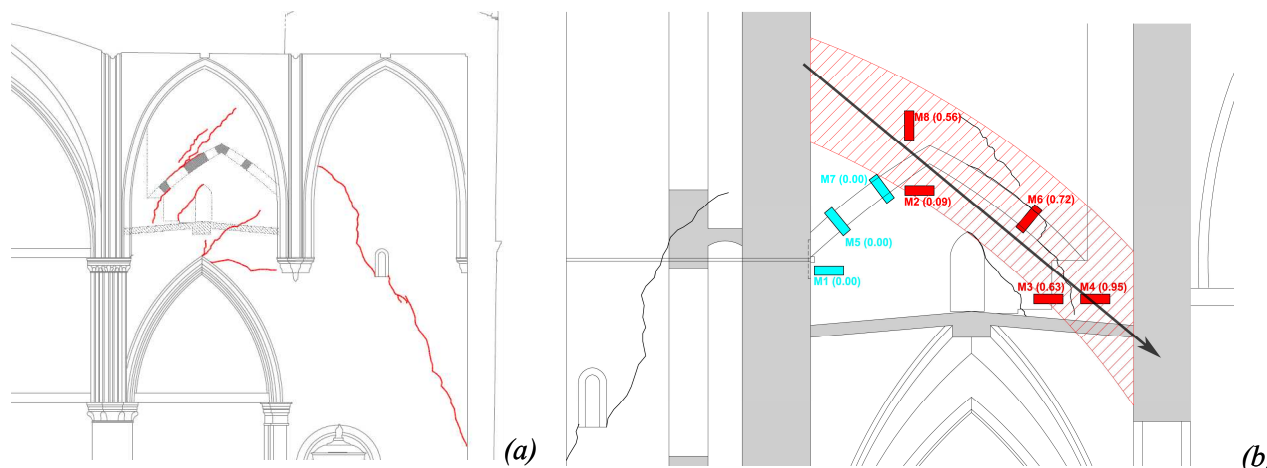 (a)
M8 (0.56)
M7 (0.00)
M2 (0.09)
M6 (0.72)
M5 (0.00)
M1 (0.00)
M3 (0.63)
M4 (0.95)
(b)